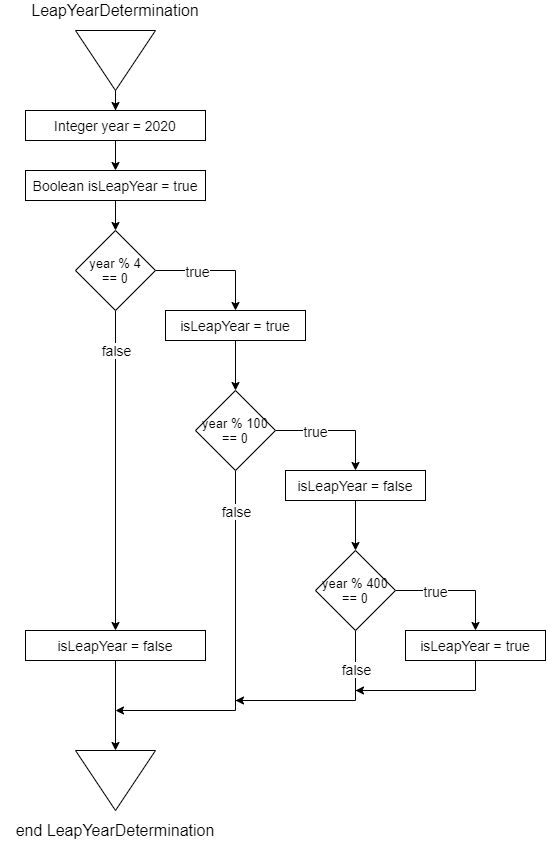 LeapYearDetermination
Integer year = 2020
Boolean isLeapYear = true
year % 4
== 0
true
isLeapYear = true
false
year % 100
== 0
true
isLeapYear = false
false
year % 400
== 0
true
isLeapYear = false
isLeapYear = true
false
end LeapYearDetermination